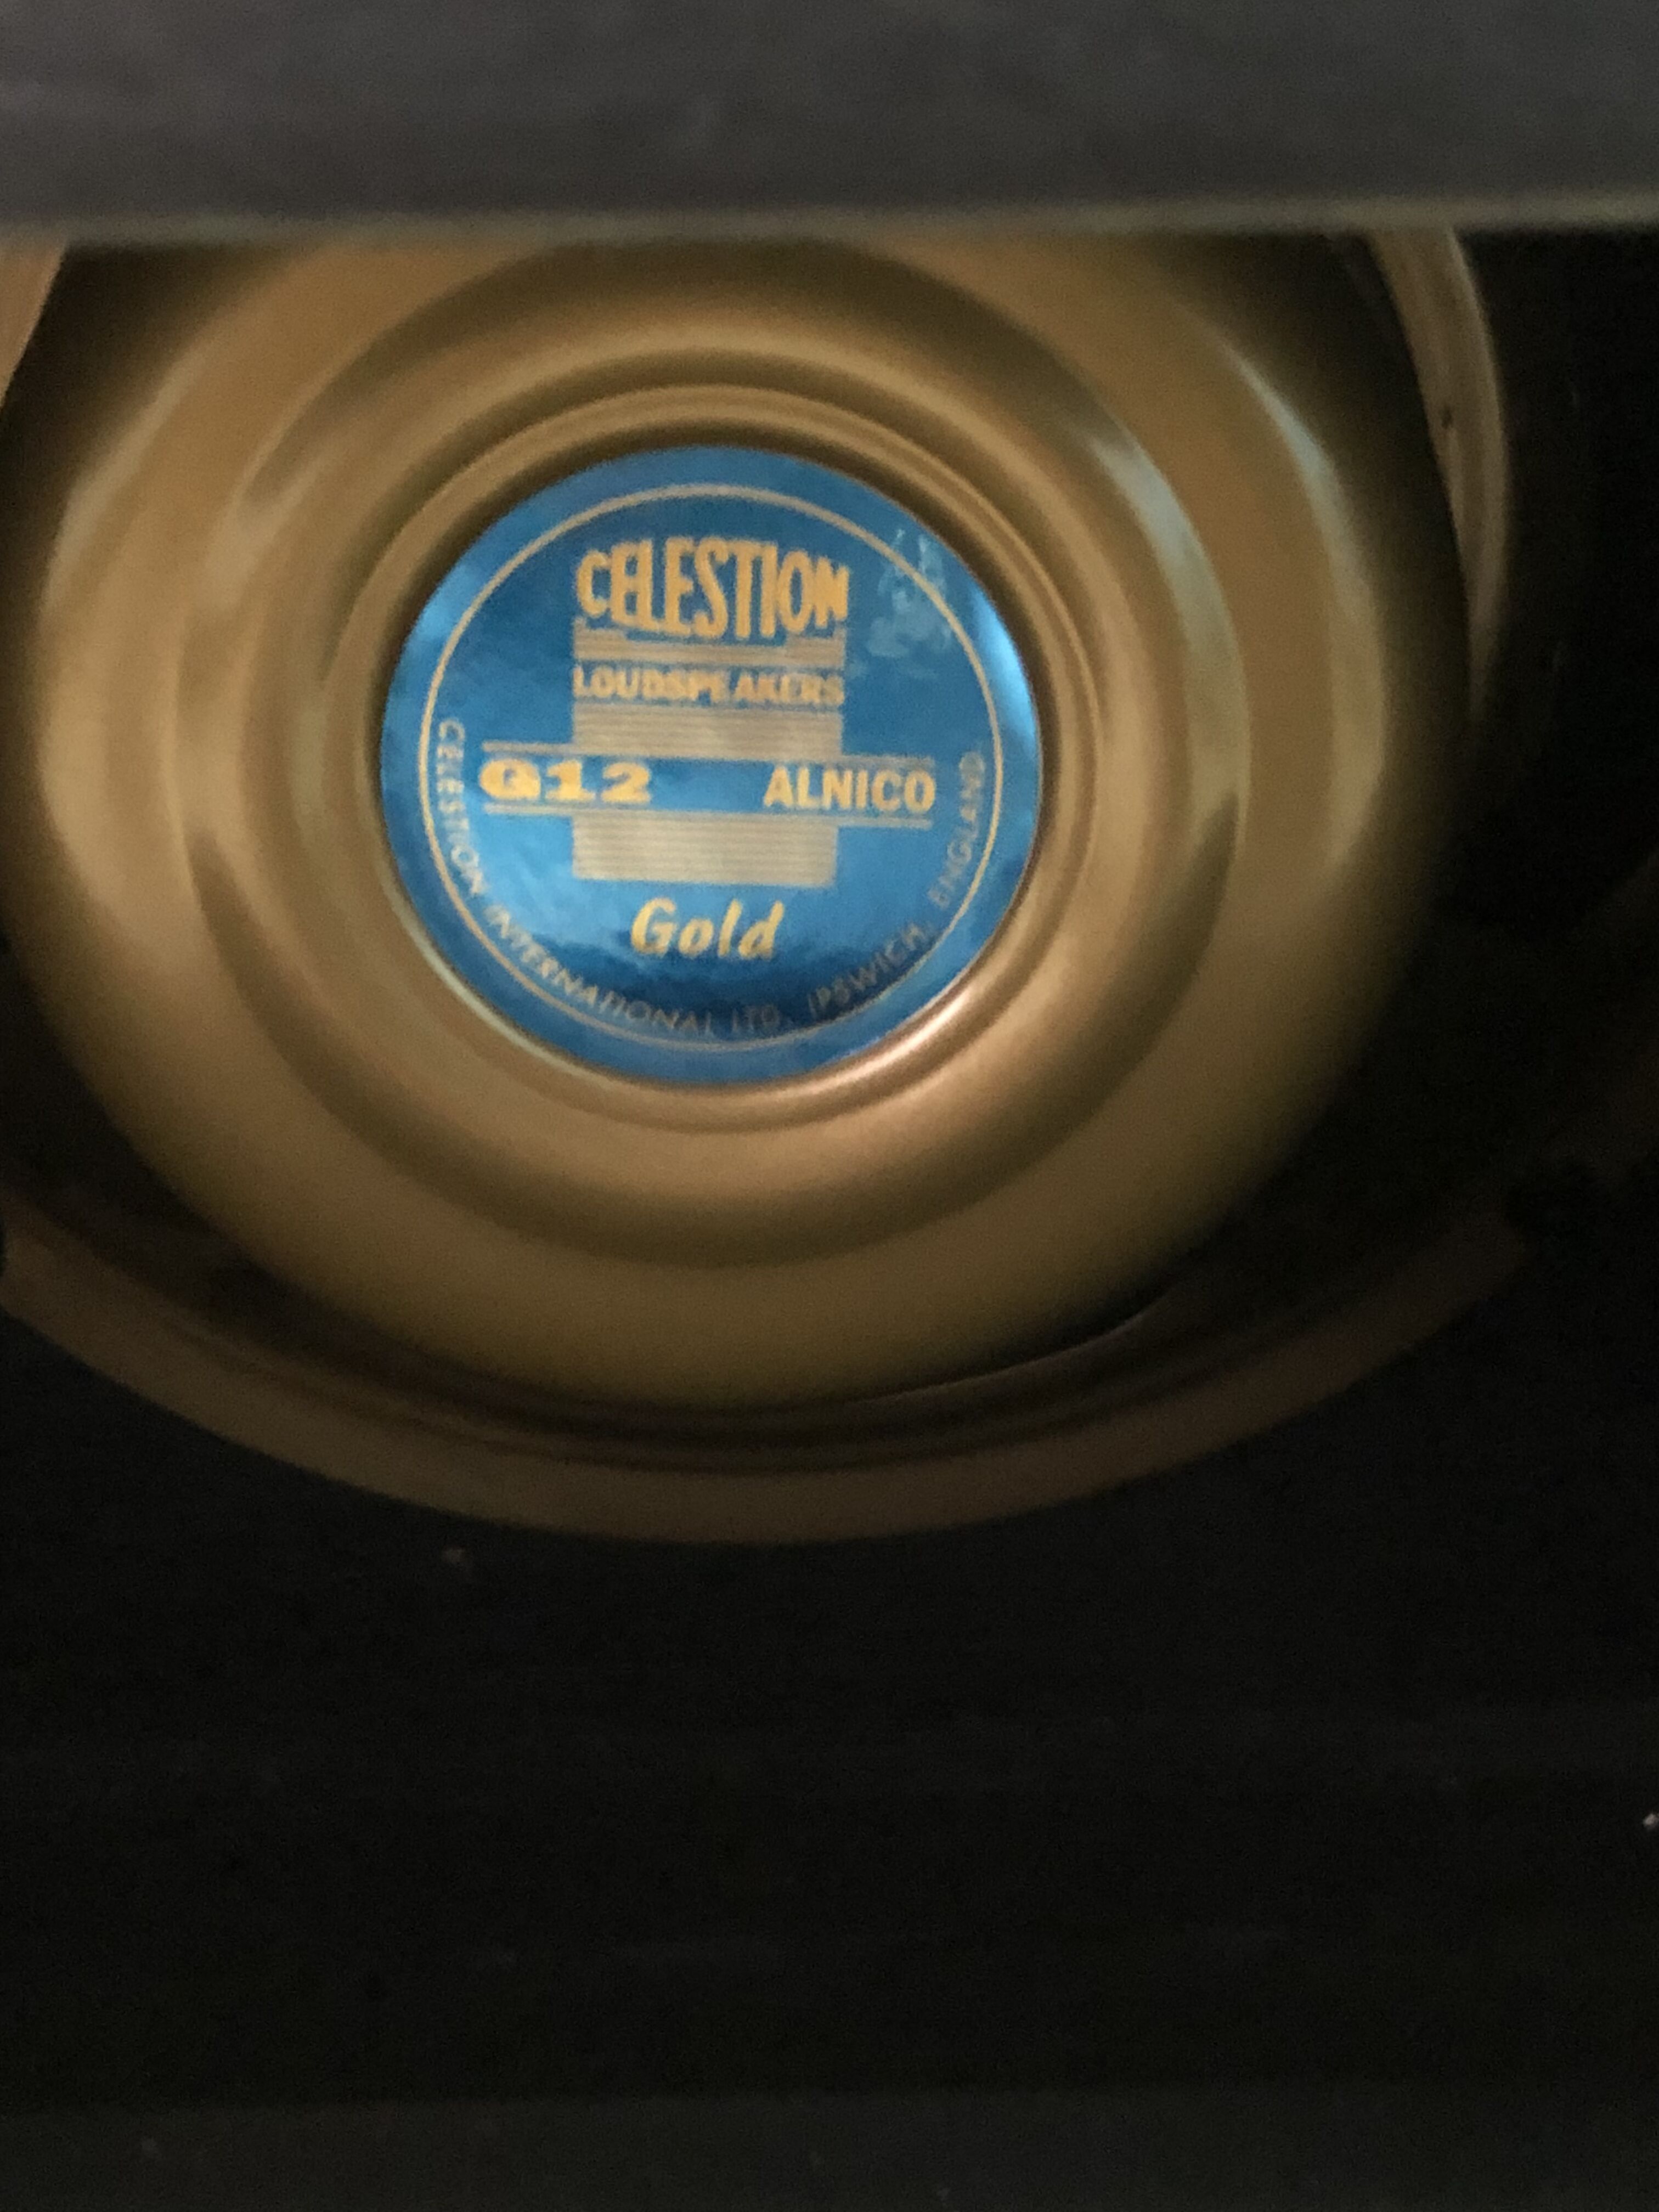 CELESTION
LOUDSPEAKERS
G12 ALNICO
Gold
CELESTION INTERNATIONAL LTD. IPSWICH. ENGLAND